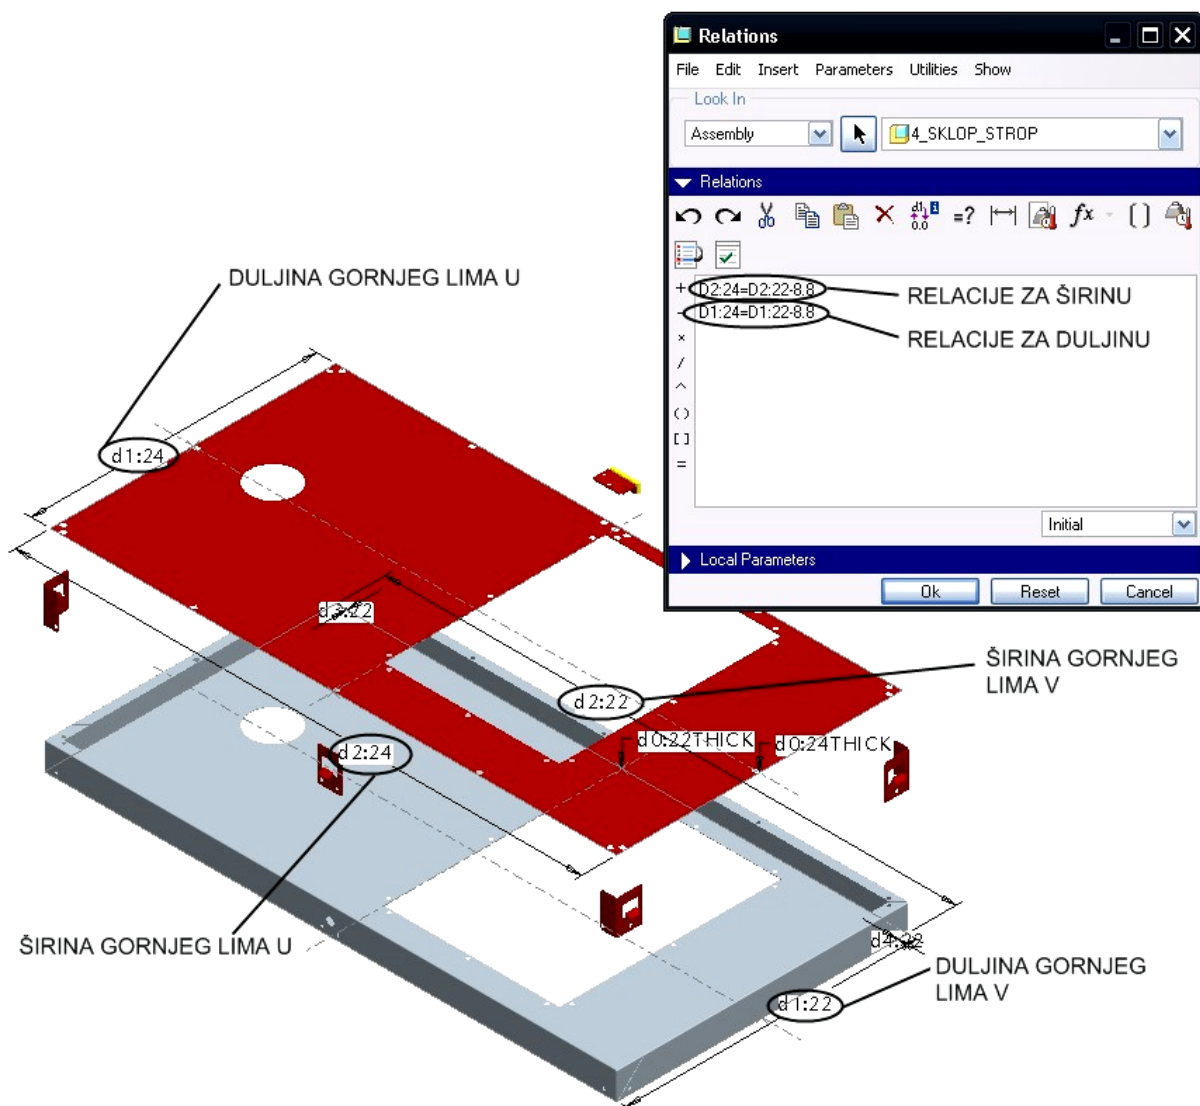 Relations
File Edit Insert Parameters Utilities Show
Look In
Assembly
4_SKLOP_STROP
Relations
D2:24=D2:22-8.8
D1:24=D1:22-8.8
RELACIJE ZA ŠIRINU
RELACIJE ZA DULJINU
Initial
Local Parameters
Ok Reset Cancel
DULJINA GORNJEG LIMA U
d1:24
d3:22
d2:22
ŠIRINA GORNJEG
LIMA V
d2:24
d0:22THICK
d0:24THICK
ŠIRINA GORNJEG LIMA U
d4:22
DULJINA GORNJEG
LIMA V
d1:22